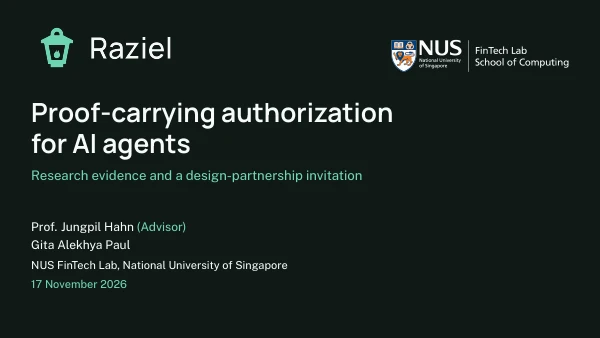 Raziel
NUS
National University
of Singapore
FinTech Lab
School of Computing
Proof-carrying authorization
for AI agents
Research evidence and a design-partnership invitation
Prof. Jungpil Hahn (Advisor)
Gita Alekhya Paul
NUS FinTech Lab, National University of Singapore
17 November 2026